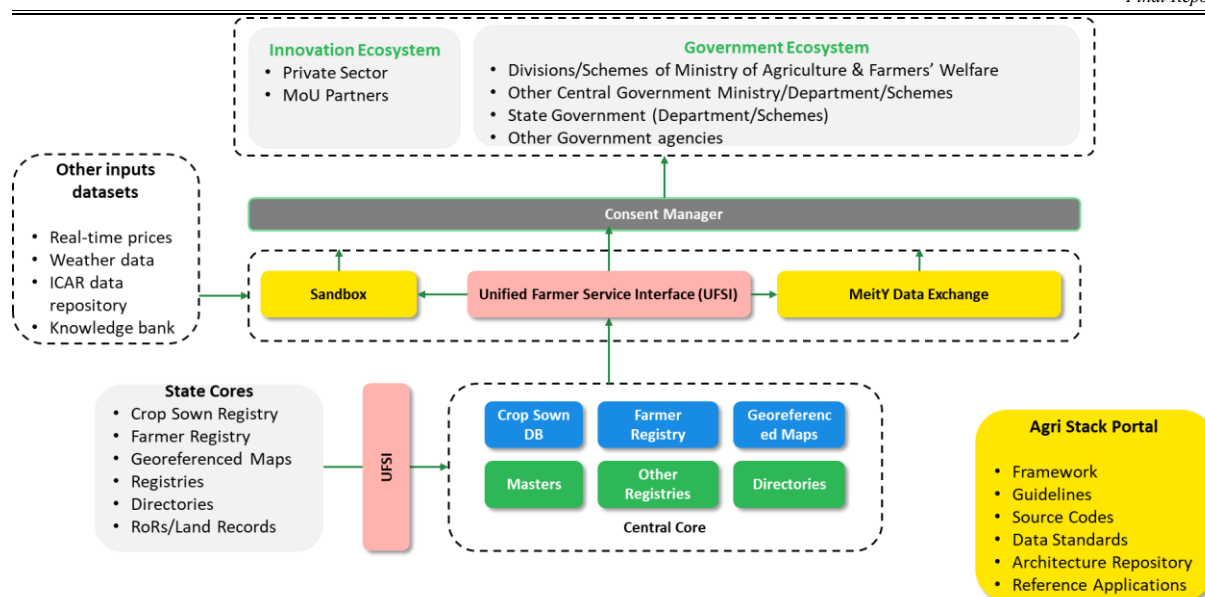 Final Repo
Innovation Ecosystem
• Private Sector
• MoU Partners
Government Ecosystem
• Divisions/Schemes of Ministry of Agriculture & Farmers' Welfare
• Other Central Government Ministry/Department/Schemes
• State Government (Department/Schemes)
• Other Government agencies
Other inputs
datasets
• Real-time prices
• Weather data
• ICAR data
repository
• Knowledge bank
Consent Manager
Sandbox
Unified Farmer Service Interface (UFSI)
MeitY Data Exchange
State Cores
• Crop Sown Registry
• Farmer Registry
• Georeferenced Maps
• Registries
• Directories
• RoRs/Land Records
UFSI
Crop Sown
DB
Farmer
Registry
Georeferenc
ed Maps
Masters
Other
Registries
Directories
Central Core
Agri Stack Portal
• Framework
• Guidelines
• Source Codes
• Data Standards
• Architecture Repository
• Reference Applications